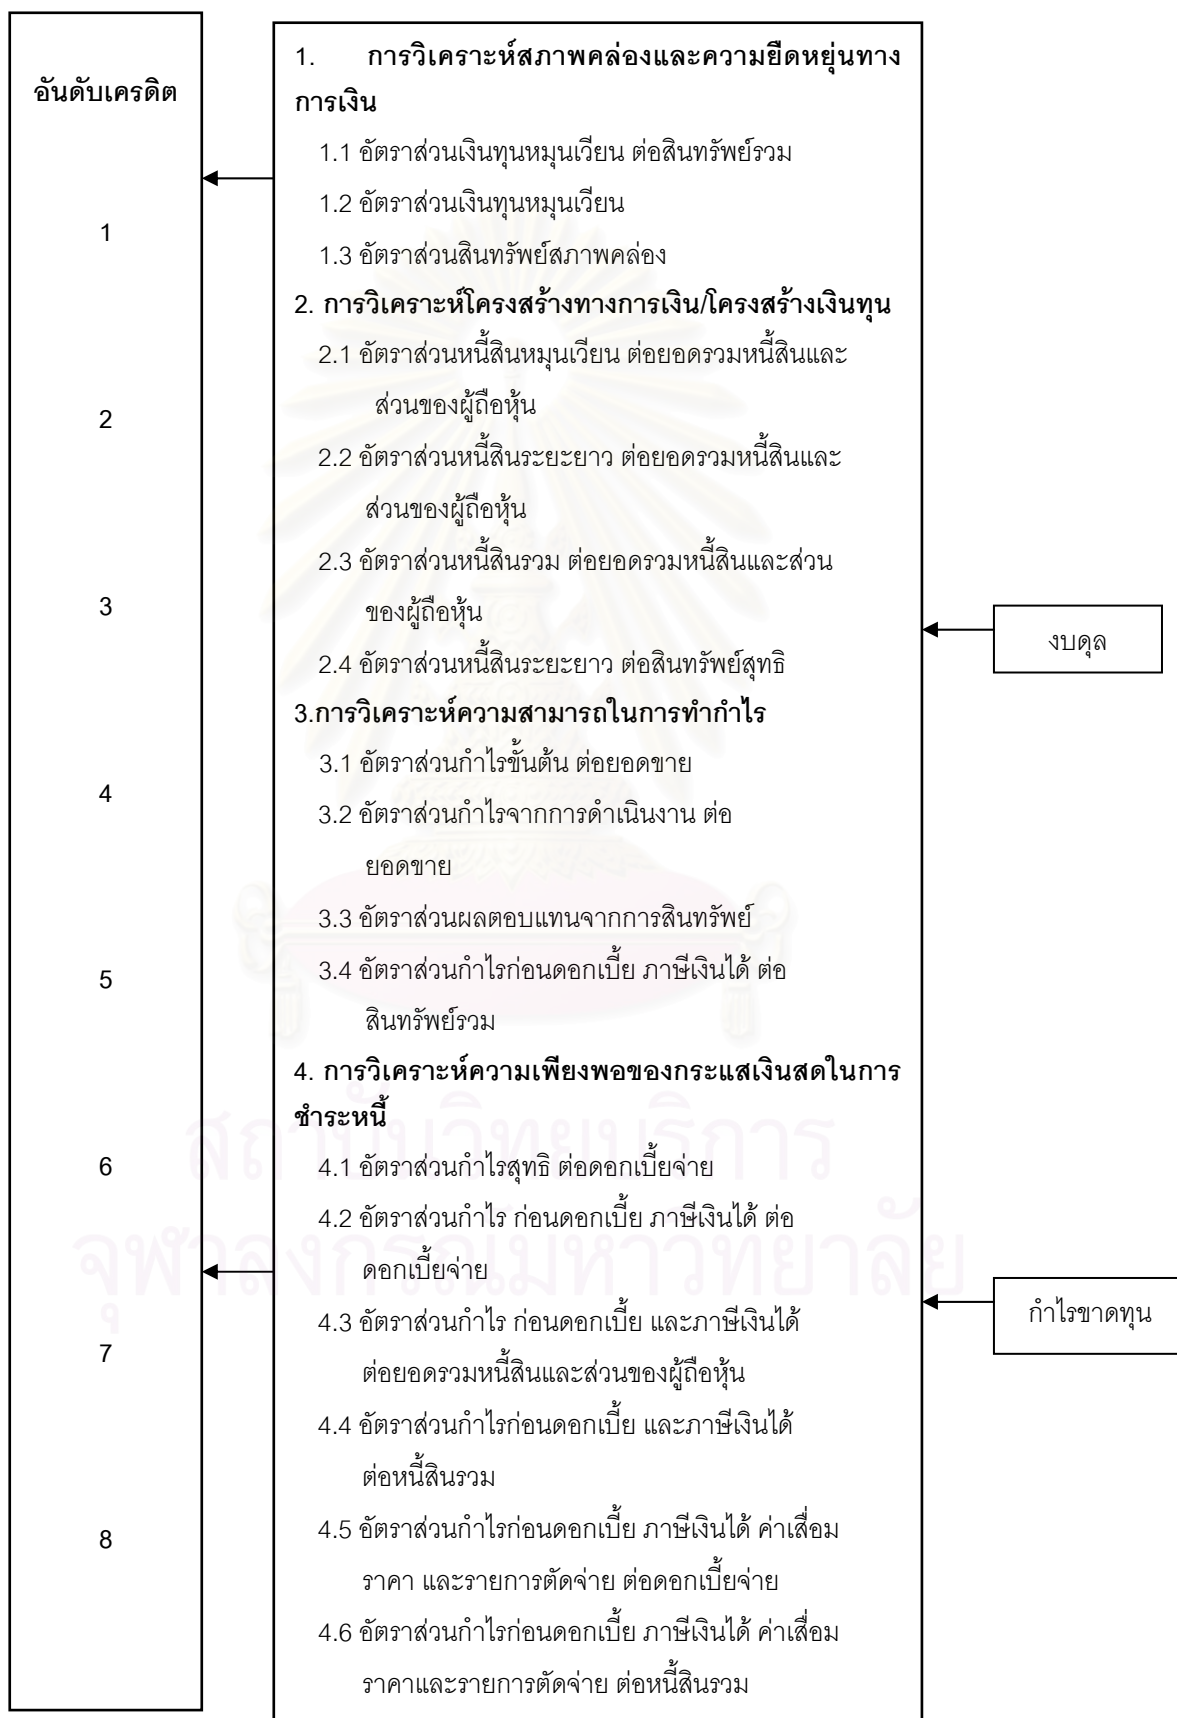 อันดับเครดิต
1
2
3
4
5
6
7
8
1. การวิเคราะห์สภาพคล่องและความยืดหยุ่นทาง
การเงิน
1.1 อัตราส่วนเงินทุนหมุนเวียน ต่อสินทรัพย์รวม
1.2 อัตราส่วนเงินทุนหมุนเวียน
1.3 อัตราส่วนสินทรัพย์สภาพคล่อง
2. การวิเคราะห์โครงสร้างทางการเงิน/โครงสร้างเงินทุน
2.1 อัตราส่วนหนี้สินหมุนเวียน ต่อยอดรวมหนี้สินและ
ส่วนของผู้ถือหุ้น
2.2 อัตราส่วนหนี้สินระยะยาว ต่อยอดรวมหนี้สินและ
ส่วนของผู้ถือหุ้น
2.3 อัตราส่วนหนี้สินรวม ต่อยอดรวมหนี้สินและส่วน
ของผู้ถือหุ้น
2.4 อัตราส่วนหนี้สินระยะยาว ต่อสินทรัพย์สุทธิ
3.การวิเคราะห์ความสามารถในการทำกำไร
3.1 อัตราส่วนกำไรขั้นต้น ต่อยอดขาย
3.2 อัตราส่วนกำไรจากการดำเนินงาน ต่อ
ยอดขาย
3.3 อัตราส่วนผลตอบแทนจากการสินทรัพย์
3.4 อัตราส่วนกำไรก่อนดอกเบี้ย ภาษีเงินได้ ต่อ
สินทรัพย์รวม
4. การวิเคราะห์ความเพียงพอของกระแสเงินสดในการ
ชำระหนี้
4.1 อัตราส่วนกำไรสุทธิ ต่อดอกเบี้ยจ่าย
4.2 อัตราส่วนกำไร ก่อนดอกเบี้ย ภาษีเงินได้ ต่อ
ดอกเบี้ยจ่าย
4.3 อัตราส่วนกำไร ก่อนดอกเบี้ย และภาษีเงินได้
ต่อยอดรวมหนี้สินและส่วนของผู้ถือหุ้น
4.4 อัตราส่วนกำไรก่อนดอกเบี้ย และภาษีเงินได้
ต่อหนี้สินรวม
4.5 อัตราส่วนกำไรก่อนดอกเบี้ย ภาษีเงินได้ ค่าเสื่อม
ราคา และรายการตัดจ่าย ต่อดอกเบี้ยจ่าย
4.6 อัตราส่วนกำไรก่อนดอกเบี้ย ภาษีเงินได้ ค่าเสื่อม
ราคาและรายการตัดจ่าย ต่อหนี้สินรวม
งบดุล
กำไรขาดทุน
สถาบันวิทยบริการ
จุฬาลงกรณ์มหาวิทยาลัย